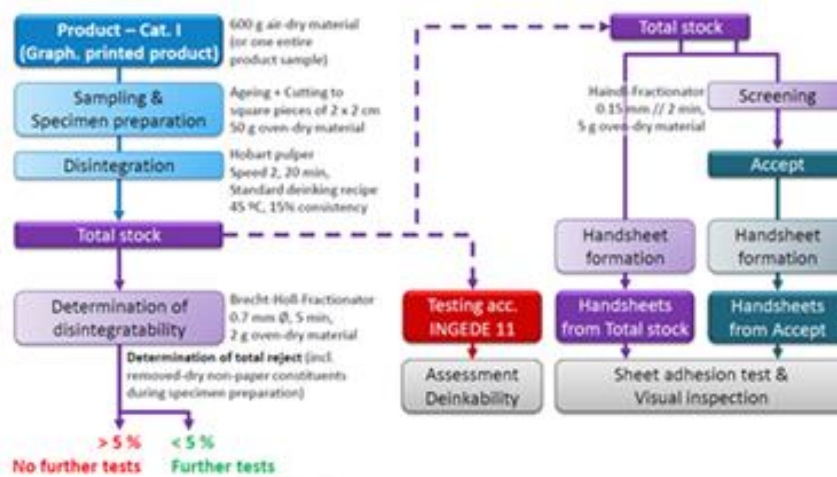 Product – Cat. I
(Graph. printed product)
600 g air-dry material
(or one entire
product sample)
Sampling &
Specimen preparation
Ageing + Cutting to
square pieces of 2 x 2 cm
50 g oven-dry material
Disintegration
Hobart pulper
Speed 2, 20 min,
Standard deinking recipe
45 ºC, 15% consistency
Total stock
Determination of
disintegratability
Brecht-Holl-Fractionator
0.7 mm Ø, 5 min,
2 g oven-dry material
Determination of total reject (incl.
removed-dry non-paper constituents
during specimen preparation)
> 5 %
No further tests
< 5 %
Further tests
Testing acc.
INGEDE 11
Assessment
Deinkability
Total stock
Haindl-Fractionator
0.15 mm // 2 min,
5 g oven-dry material
Screening
Accept
Handsheet
formation
Handsheet
formation
Handsheets
from Total stock
Handsheets
from Accept
Sheet adhesion test &
Visual inspection